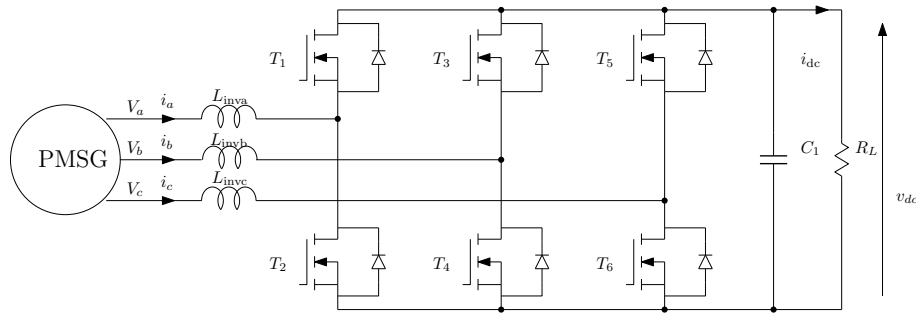 T1
T3
T5
idc
Va
ia
Linva
PMSG
Vb
ib
Linvb
C1
RL
Vc
ic
Linvc
vdc
T2
T4
T6